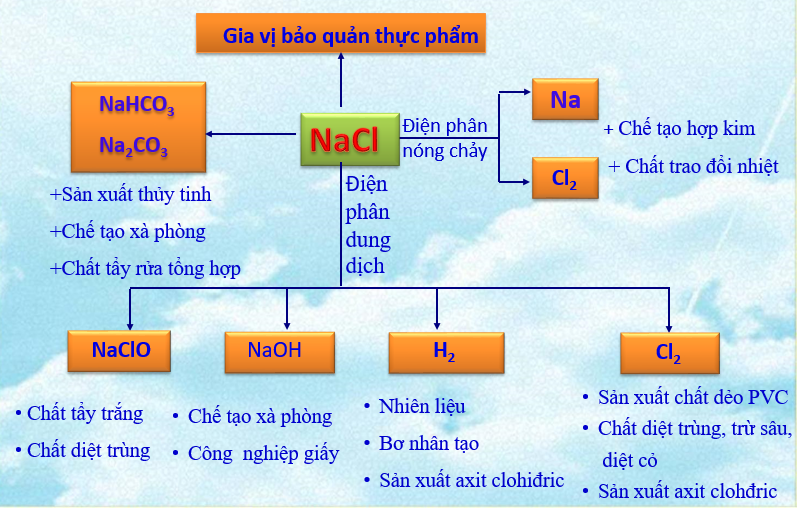 Gia vị bảo quản thực phẩm
NaHCO₃
Na₂CO₃
+Sản xuất thủy tinh
+Chế tạo xà phòng
+Chất tẩy rửa tổng hợp
NaCl
Điện phân
nóng chảy
Na
Cl₂
+ Chế tạo hợp kim
+ Chất trao đổi nhiệt
Điện
phân
dung
dịch
NaClO
• Chất tẩy trắng
• Chất diệt trùng
NaOH
• Chế tạo xà phòng
• Công nghiệp giấy
H₂
• Nhiên liệu
• Bơ nhân tạo
• Sản xuất axit clohiđric
Cl₂
• Sản xuất chất dẻo PVC
• Chất diệt trùng, trừ sâu,
diệt cỏ
• Sản xuất axit clohđric